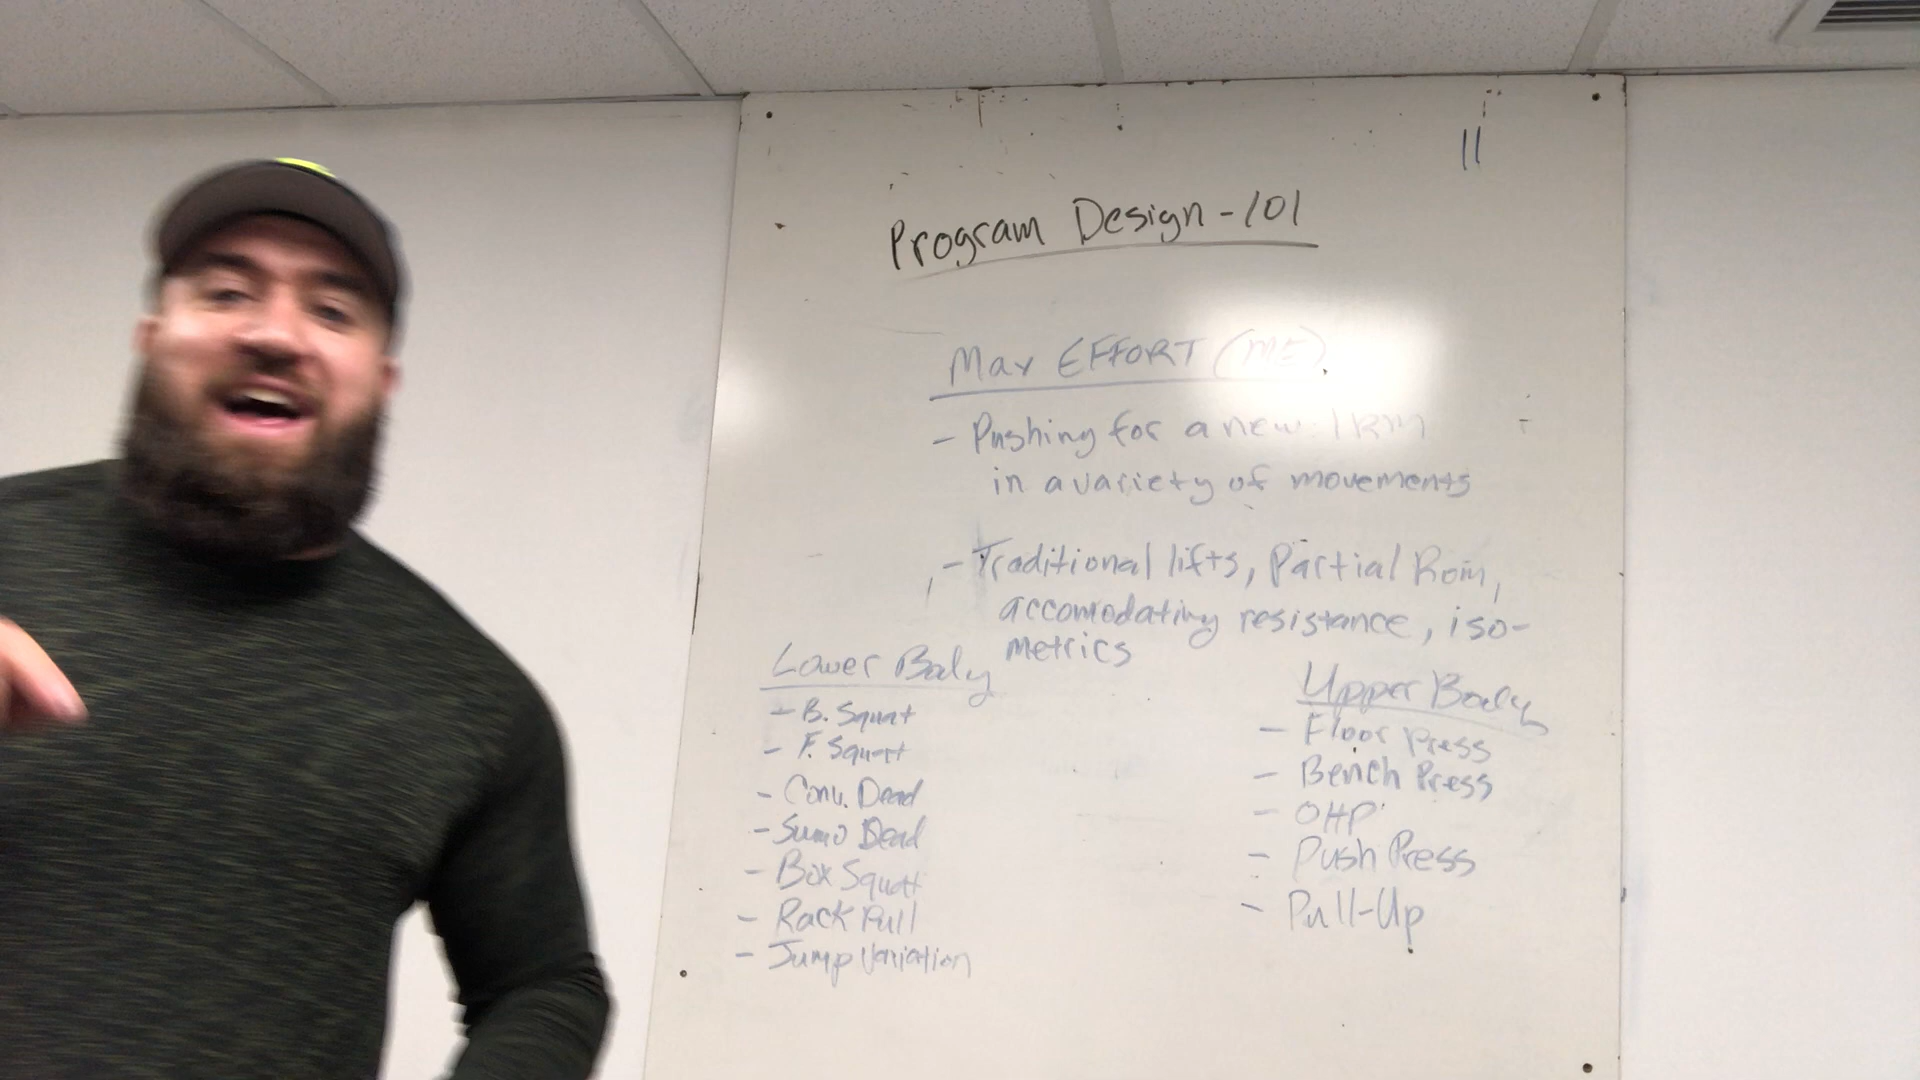 11
Program Design - 101
Max EFFORT (ME)
- Pushing for a new 1RM
in a variety of movements
- Traditional lifts, Partial Rom,
accomodating resistance, iso-
metrics
Lower Body
- B. Squat
- F. Squat
- Conv. Dead
- Sumo Dead
- Box Squat
- Rack Pull
- Jump Variation
Upper Body
- Floor Press
- Bench Press
- OHP
- Push Press
- Pull-Up